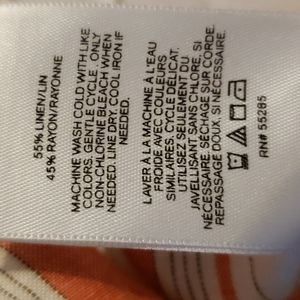 55% LINEN/LIN
45% RAYON/RAYONNE
MACHINE WASH COLD WITH LIKE
COLORS. GENTLE CYCLE. ONLY
NON-CHLORINE BLEACH WHEN
NEEDED LINE DRY. COOL IRON IF
NEEDED.
LAVER À LA MACHINE À L'EAU
FROIDE AVEC COULEURS
SIMILAIRES. CYCLE DÉLICAT.
UTILISEZ SEULEMENT DU
JAVELLISANT SANS CHLORE, SI
NÉCESSAIRE. SÉCHAGE SUR CORDE.
REPASSAGE DOUX, SI NÉCESSAIRE
RN# 55285